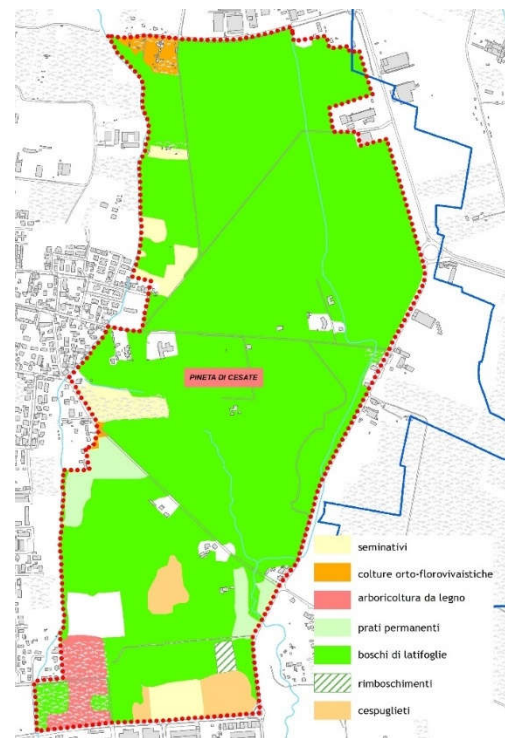 PINETA DI CESATE
seminativi
colture orto-florovivaistiche
arboricoltura da legno
prati permanenti
boschi di latifoglie
rimboschimenti
cespuglieti